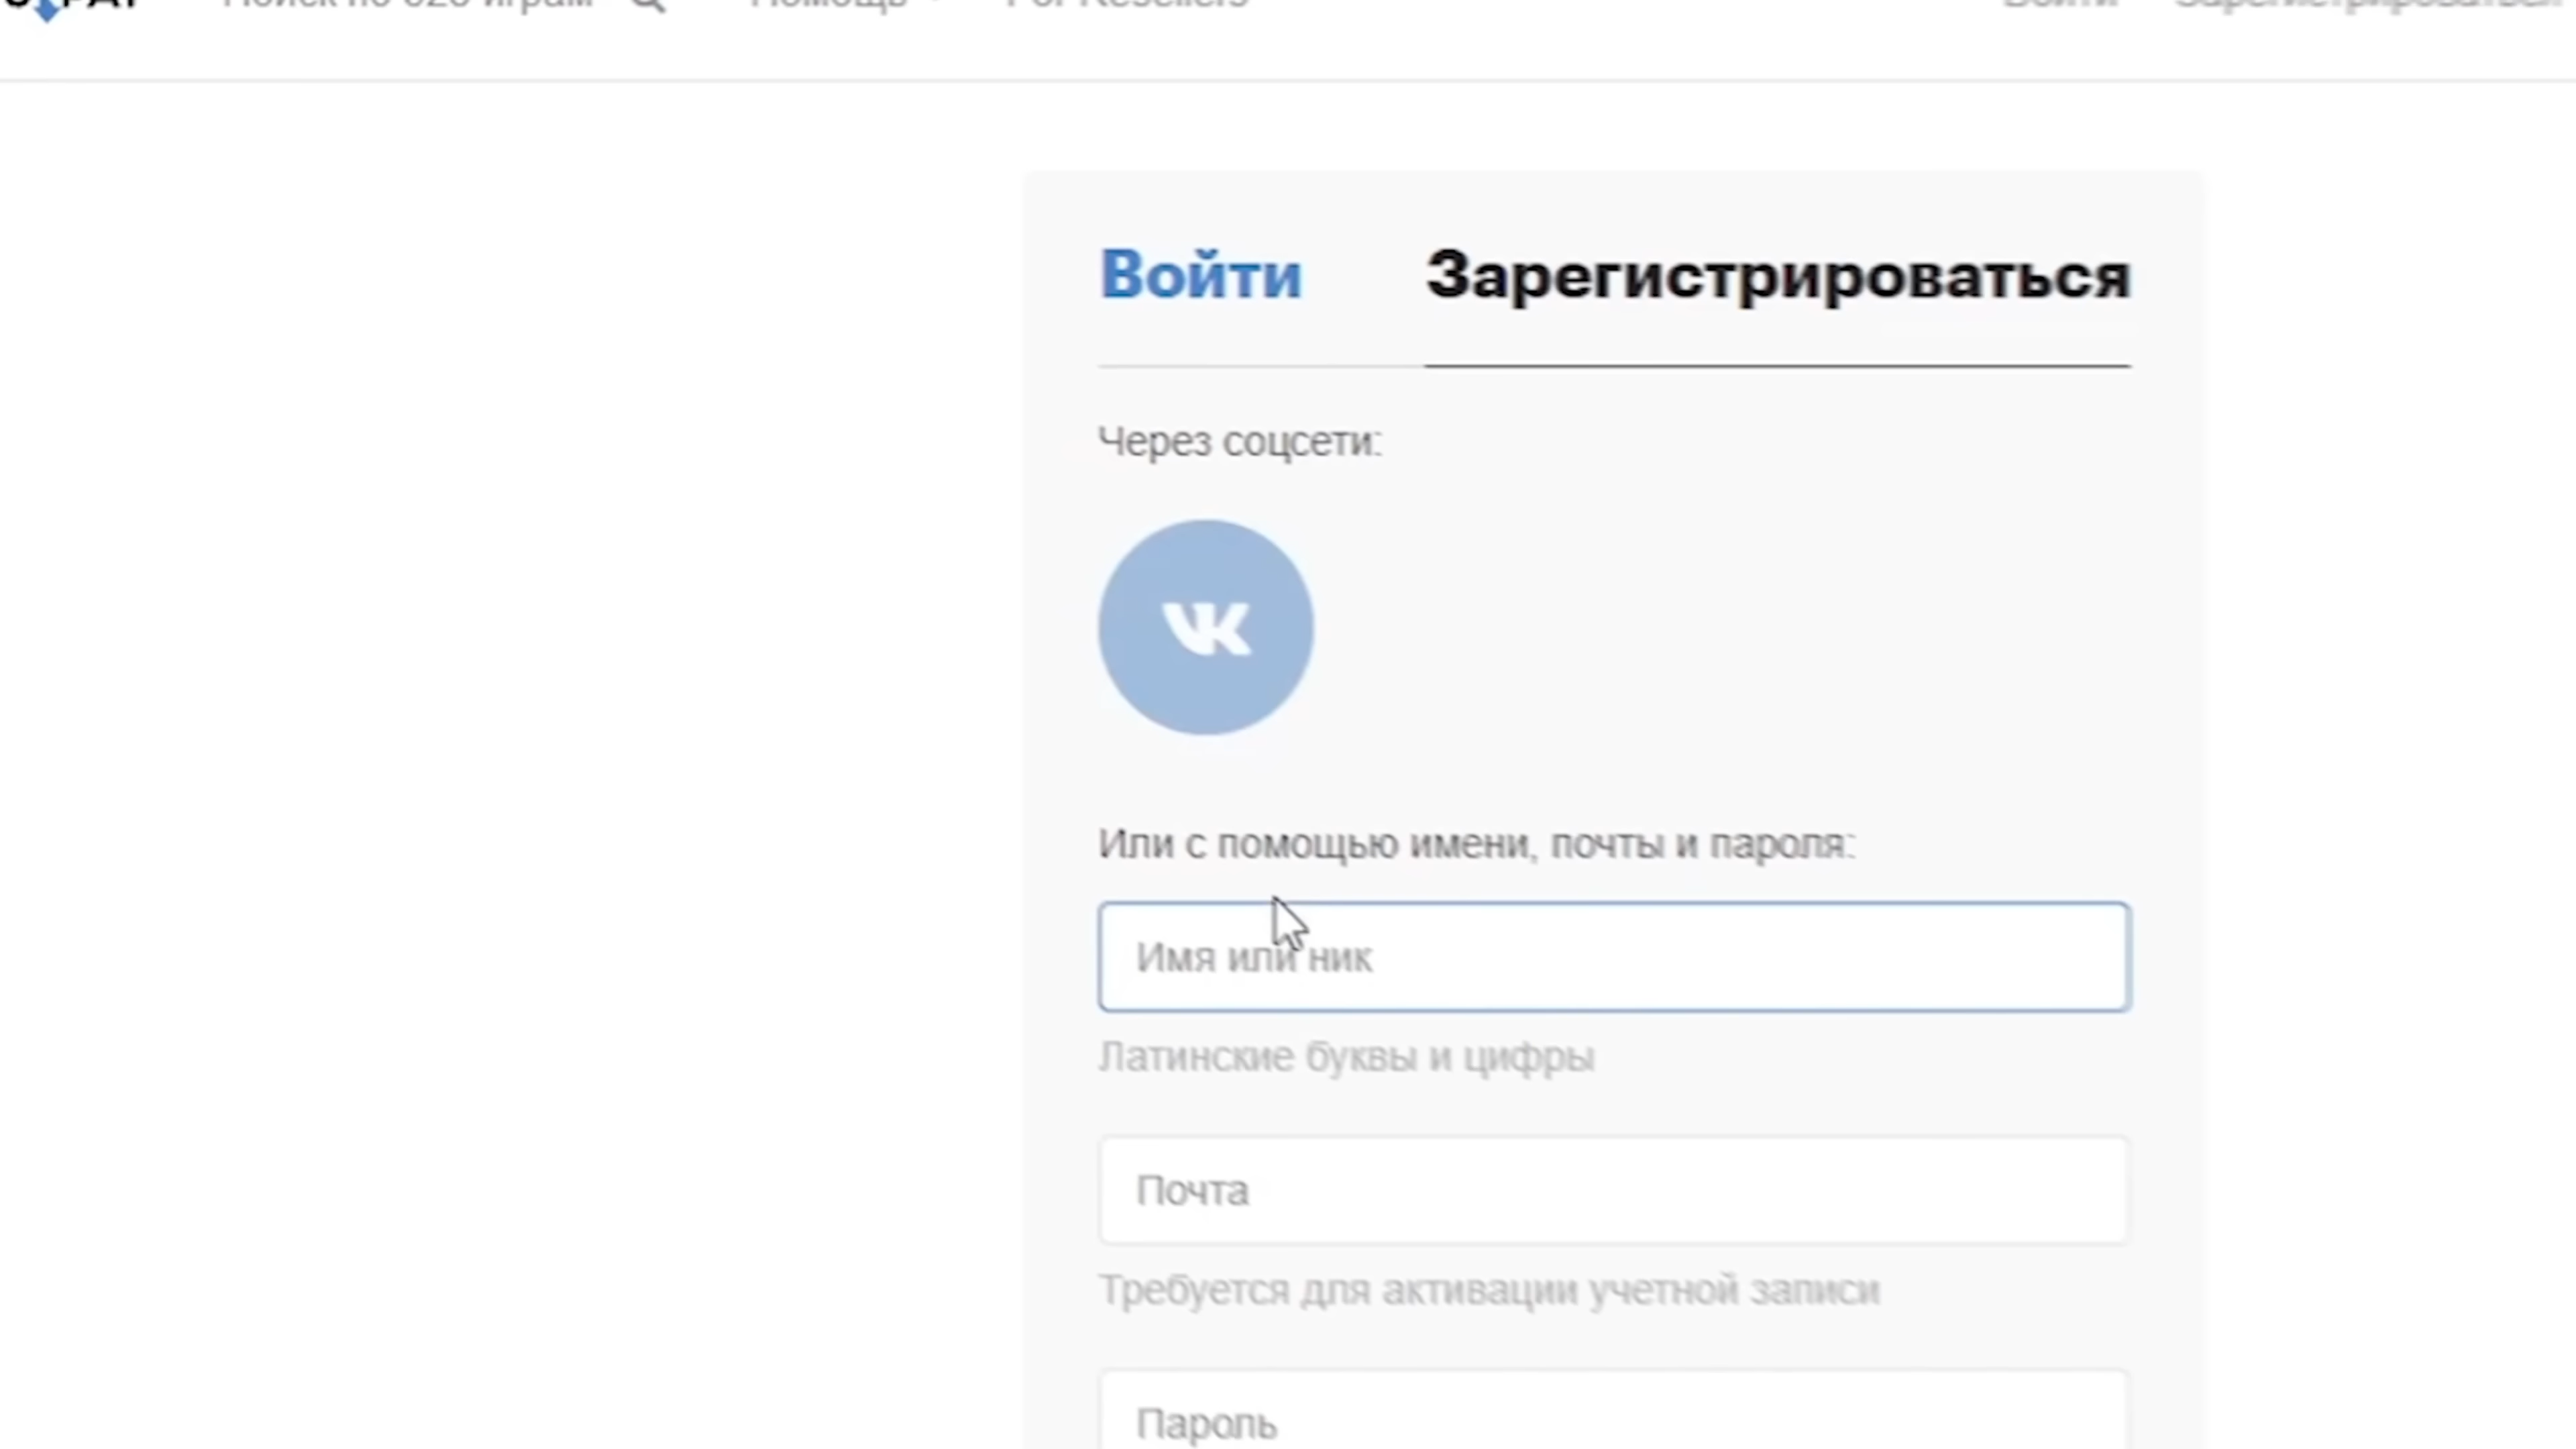 Войти Зарегистрироваться
Через соцсети:
Или с помощью имени, почты и пароля:
Имя или ник
Латинские буквы и цифры
Почта
Требуется для активации учетной записи
Пароль